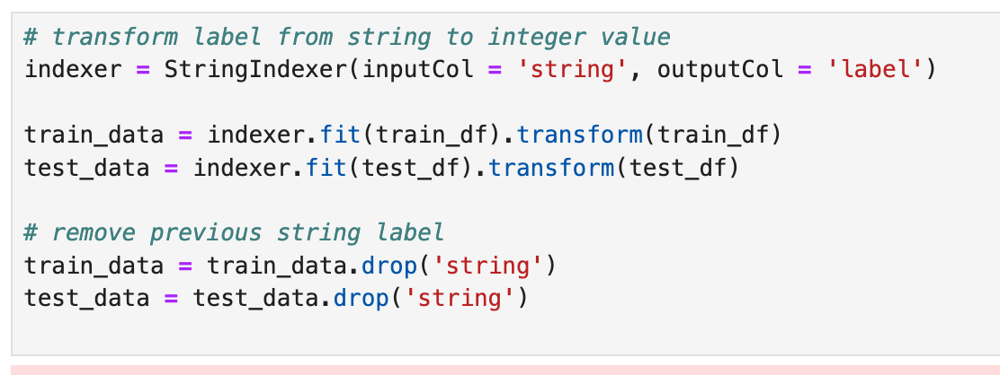 # transform label from string to integer value
indexer = StringIndexer(inputCol = 'string', outputCol = 'label')
train_data = indexer.fit(train_df).transform(train_df)
test_data = indexer.fit(test_df).transform(test_df)
# remove previous string label
train_data = train_data.drop('string')
test_data = test_data.drop('string')